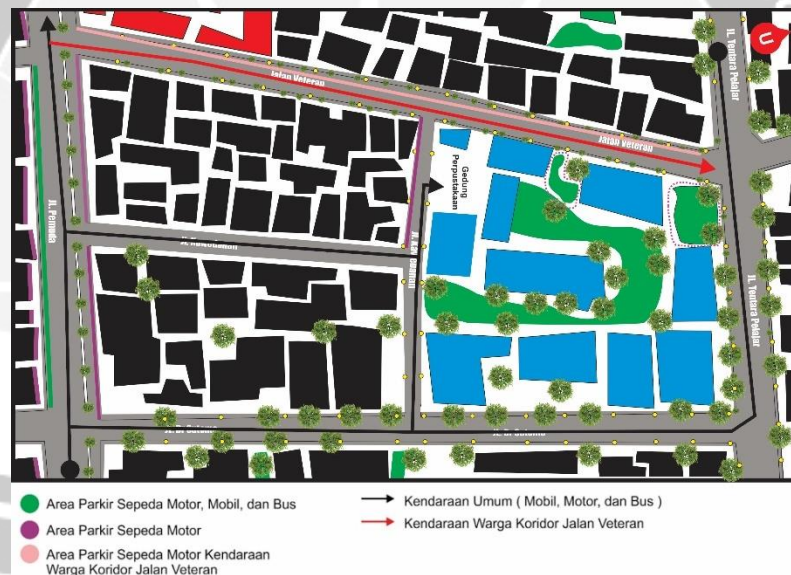 Jalan Veteran
Jalan Veteran
JL. Tentara Pelajar
U
Gedung
Perpustakaan
JL. Pemuda
JL. Tentara Pelajar
Area Parkir Sepeda Motor, Mobil, dan Bus
Area Parkir Sepeda Motor
Area Parkir Sepeda Motor Kendaraan
Warga Koridor Jalan Veteran
Kendaraan Umum ( Mobil, Motor, dan Bus )
Kendaraan Warga Koridor Jalan Veteran